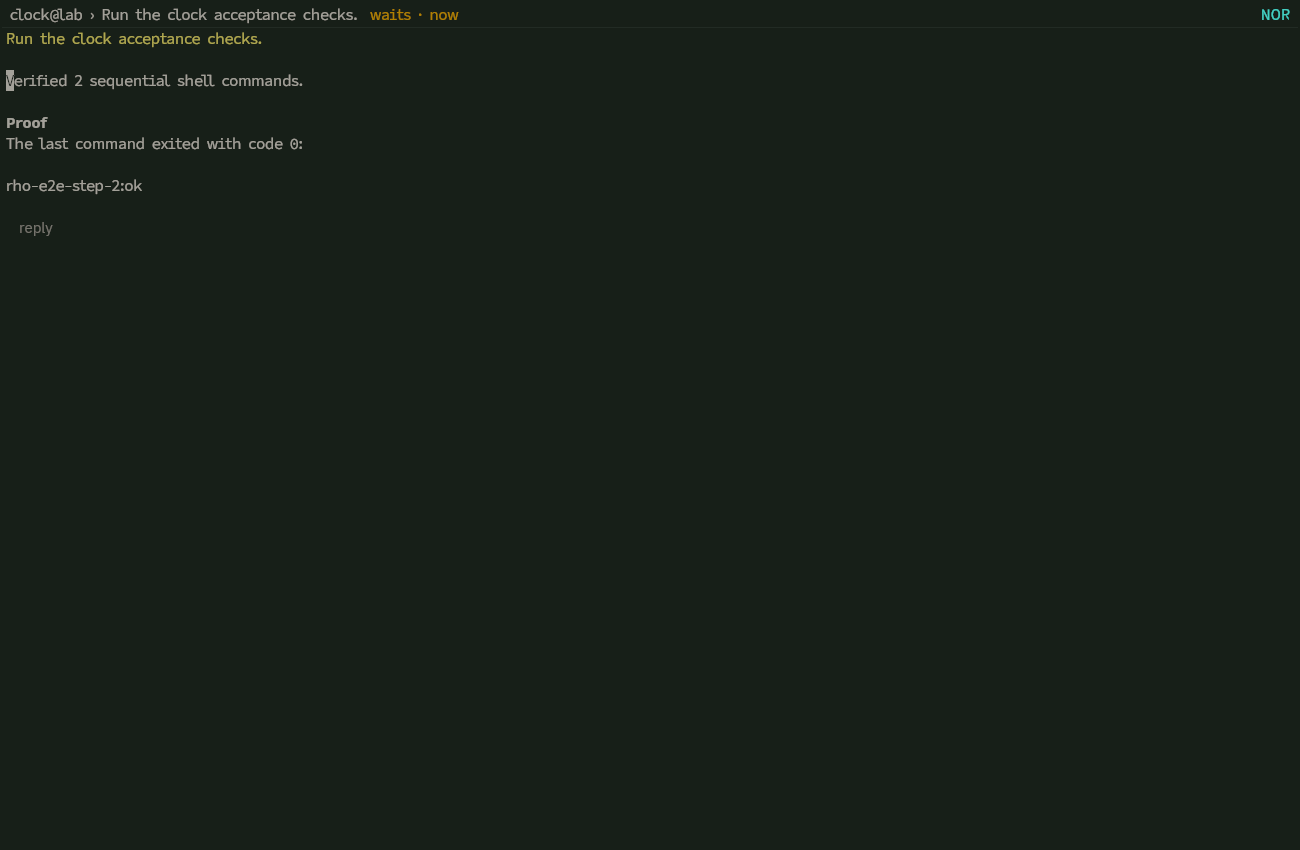 clock@lab › Run the clock acceptance checks. waits · now NOR
Run the clock acceptance checks.
Verified 2 sequential shell commands.
Proof
The last command exited with code 0:
rho-e2e-step-2:ok
reply